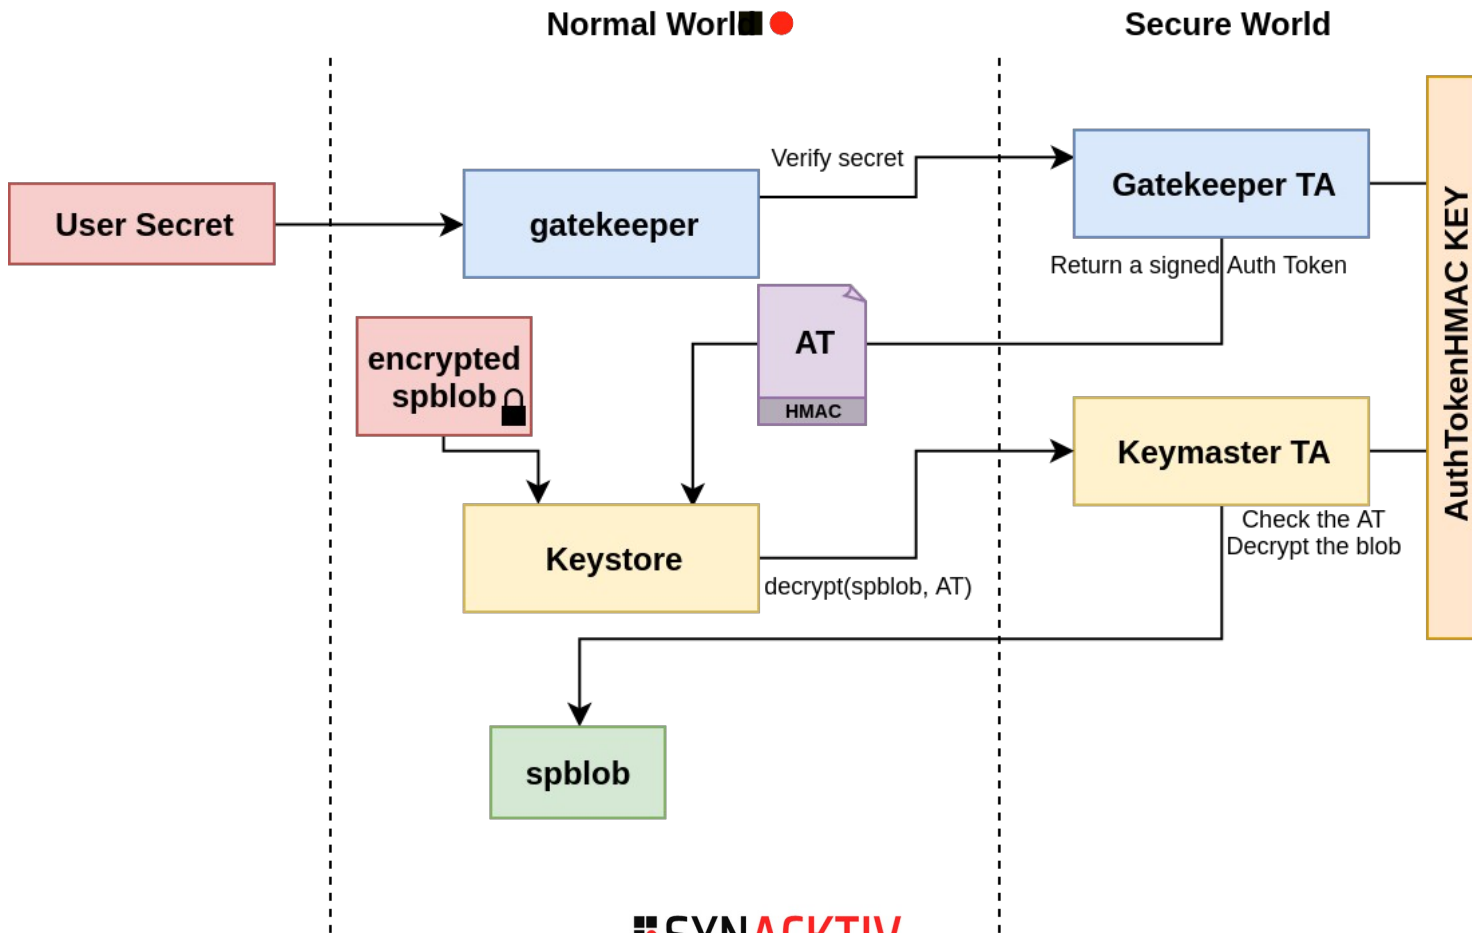 Normal World
Secure World
Verify secret
Gatekeeper TA
User Secret
gatekeeper
Return a signed Auth Token
AuthTokenHMAC KEY
encrypted
spblob
AT
HMAC
Keymaster TA
Check the AT
Decrypt the blob
Keystore
decrypt(spblob, AT)
spblob
SYNACKTIV